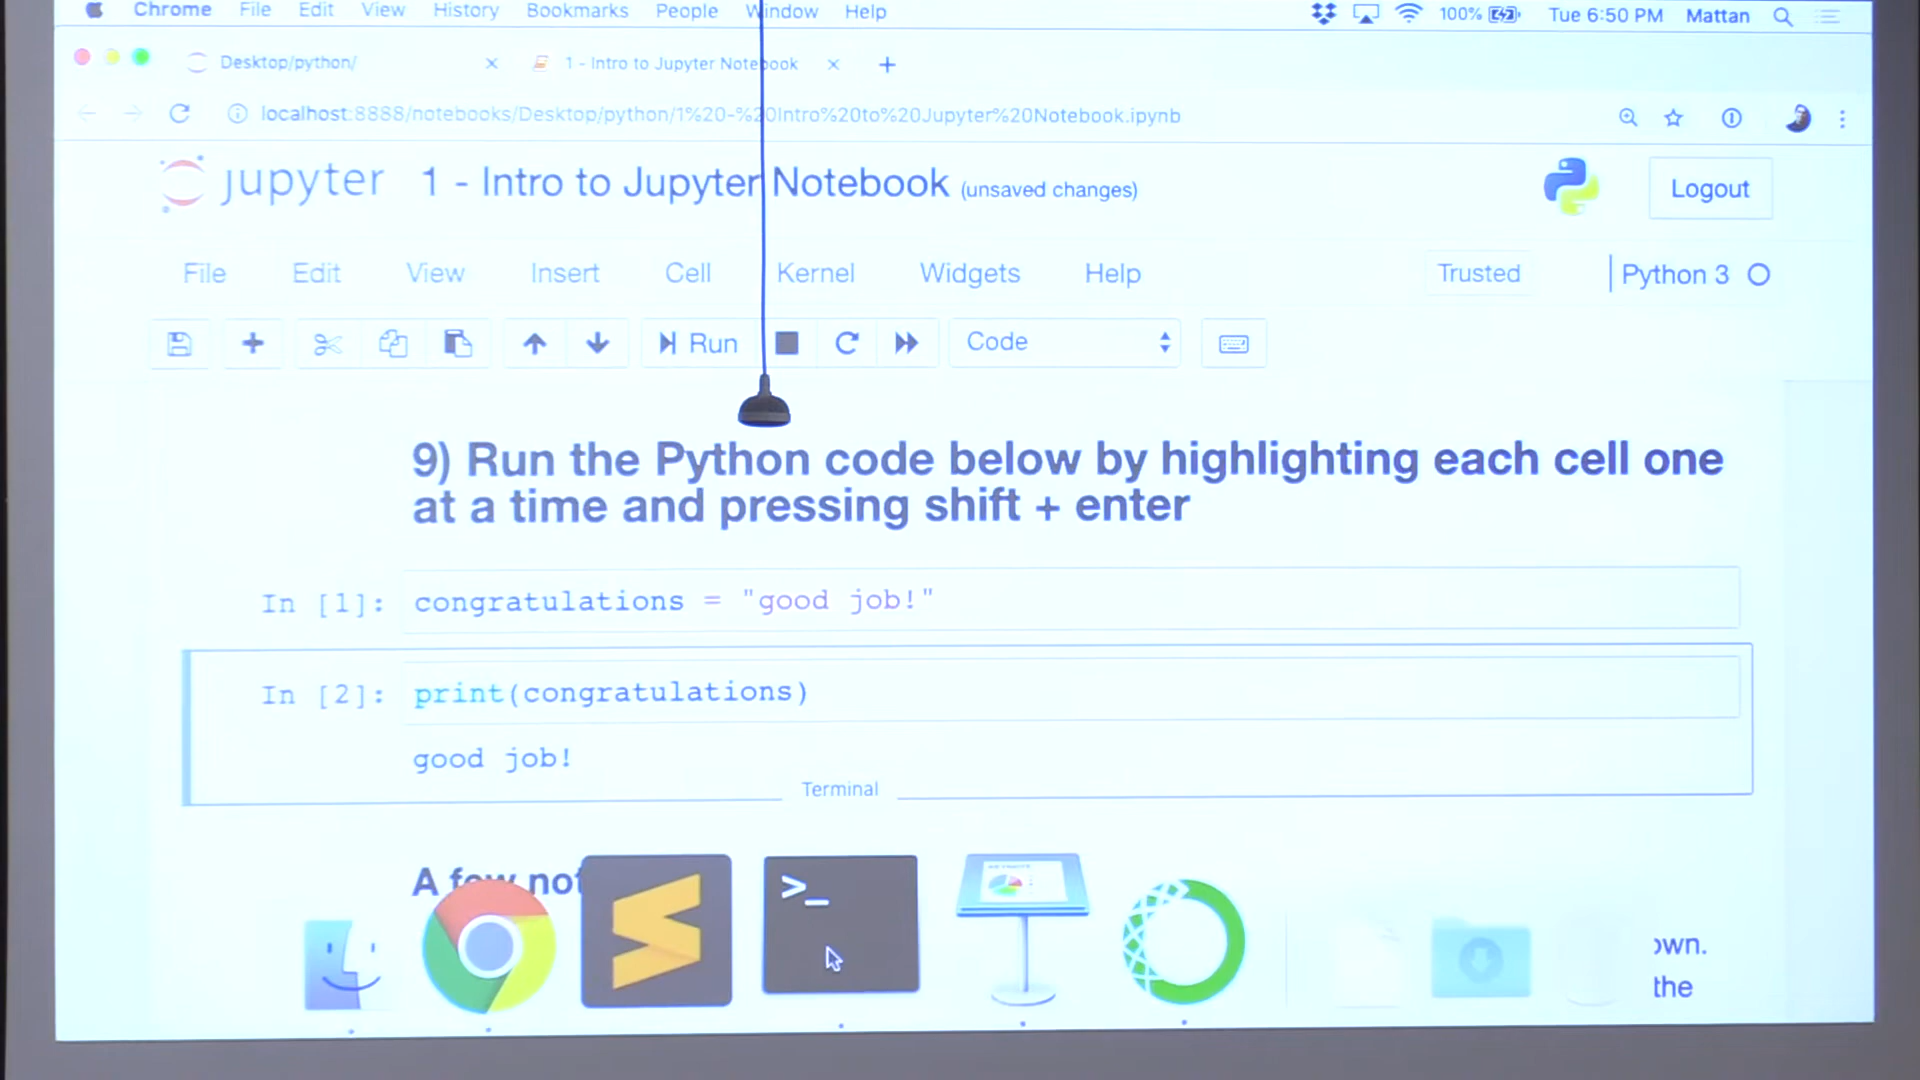 Chrome File Edit View History Bookmarks People Window Help 100% Tue 6:50 PM Mattan
Desktop/python/ 1 - Intro to Jupyter Notebook
localhost:8888/notebooks/Desktop/python/1%20-%20Intro%20to%20Jupyter%20Notebook.ipynb
jupyter 1 - Intro to Jupyter Notebook (unsaved changes) Logout
File Edit View Insert Cell Kernel Widgets Help Trusted Python 3
Run Code
9) Run the Python code below by highlighting each cell one
at a time and pressing shift + enter
In [1]: congratulations = "good job!"
In [2]: print(congratulations)
good job!
Terminal
A few
the